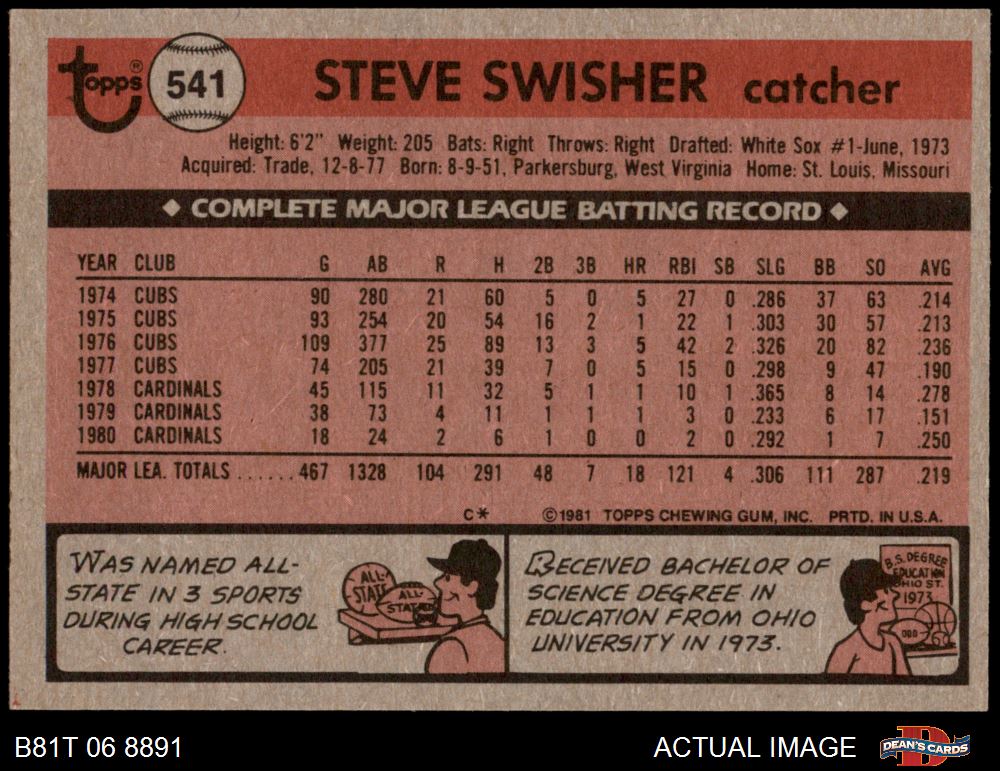 topps®
541
STEVE SWISHER catcher
Height: 6'2" Weight: 205 Bats: Right Throws: Right Drafted: White Sox #1-June, 1973
Acquired: Trade, 12-8-77 Born: 8-9-51, Parkersburg, West Virginia Home: St. Louis, Missouri
◆ COMPLETE MAJOR LEAGUE BATTING RECORD ◆
YEAR CLUB G AB R H 2B 3B HR RBI SB SLG BB SO AVG
1974 CUBS 90 280 21 60 5 0 5 27 0 .286 37 63 .214
1975 CUBS 93 254 20 54 16 2 1 22 1 .303 30 57 .213
1976 CUBS 109 377 25 89 13 3 5 42 2 .326 20 82 .236
1977 CUBS 74 205 21 39 7 0 5 15 0 .298 9 47 .190
1978 CARDINALS 45 115 11 32 5 1 1 10 1 .365 8 14 .278
1979 CARDINALS 38 73 4 11 1 1 1 3 0 .233 6 17 .151
1980 CARDINALS 18 24 2 6 1 0 0 2 0 .292 1 7 .250
MAJOR LEA. TOTALS ...... 467 1328 104 291 48 7 18 121 4 .306 111 287 .219
C* ©1981 TOPPS CHEWING GUM, INC. PRTD. IN U.S.A.
WAS NAMED ALL-
STATE IN 3 SPORTS
DURING HIGH SCHOOL
CAREER.
ALL-
STATE
ALL-
STATE
RECEIVED BACHELOR OF
SCIENCE DEGREE IN
EDUCATION FROM OHIO
UNIVERSITY IN 1973.
B.S. DEGREE
EDUCATION
OHIO ST.
1973
B81T 06 8891
ACTUAL IMAGE
DEAN'S CARDS